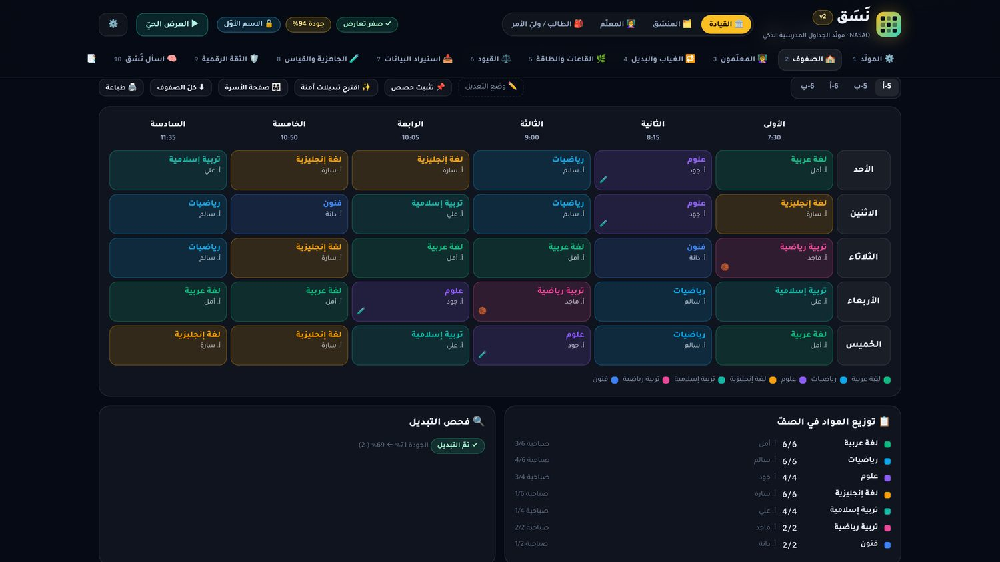 نَسَق v2
NASAQ · مولّد الجداول المدرسية الذكي
القيادة
المنسّق
المعلّم
الطالب / وليّ الأمر
✓ صفر تعارض
جودة 94%
الاسم الأوّل
▶ العرض الحيّ
المولّد 1
الصفوف 2
المعلّمون 3
الغياب والبديل 4
القاعات والطاقة 5
القيود 6
استيراد البيانات 7
الجاهزية والقياس 8
الثقة الرقمية 9
اسأل نَسَق 10
5-أ
5-ب
6-أ
6-ب
وضع التعديل
تثبيت حصص
اقترح تبديلات آمنة
صفحة الأسرة
⬇ كلّ الصفوف
طباعة
الأولى الثانية الثالثة الرابعة الخامسة السادسة
7:30 8:15 9:00 10:05 10:50 11:35
الأحد
لغة عربية علوم رياضيات لغة إنجليزية لغة إنجليزية تربية إسلامية
أ. أمل أ. جود أ. سالم أ. سارة أ. سارة أ. علي
الاثنين
لغة إنجليزية علوم رياضيات تربية إسلامية فنون رياضيات
أ. سارة أ. جود أ. سالم أ. علي أ. دانة أ. سالم
الثلاثاء
تربية رياضية فنون لغة عربية لغة عربية لغة إنجليزية رياضيات
أ. ماجد أ. دانة أ. أمل أ. أمل أ. سارة أ. سالم
الأربعاء
تربية إسلامية رياضيات تربية رياضية علوم لغة عربية لغة عربية
أ. علي أ. سالم أ. ماجد أ. جود أ. أمل أ. أمل
الخميس
لغة عربية رياضيات علوم تربية إسلامية لغة إنجليزية لغة إنجليزية
أ. أمل أ. سالم أ. جود أ. علي أ. سارة أ. سارة
لغة عربية رياضيات علوم لغة إنجليزية تربية إسلامية تربية رياضية فنون
توزيع المواد في الصفّ
لغة عربية 6/6 أ. أمل صباحية 3/6
رياضيات 6/6 أ. سالم صباحية 4/6
علوم 4/4 أ. جود صباحية 3/4
لغة إنجليزية 6/6 أ. سارة صباحية 1/6
تربية إسلامية 4/4 أ. علي صباحية 1/4
تربية رياضية 2/2 أ. ماجد صباحية 2/2
فنون 2/2 أ. دانة صباحية 1/2
فحص التبديل
✓ تمّ التبديل الجودة 71% ← 69% (-2)